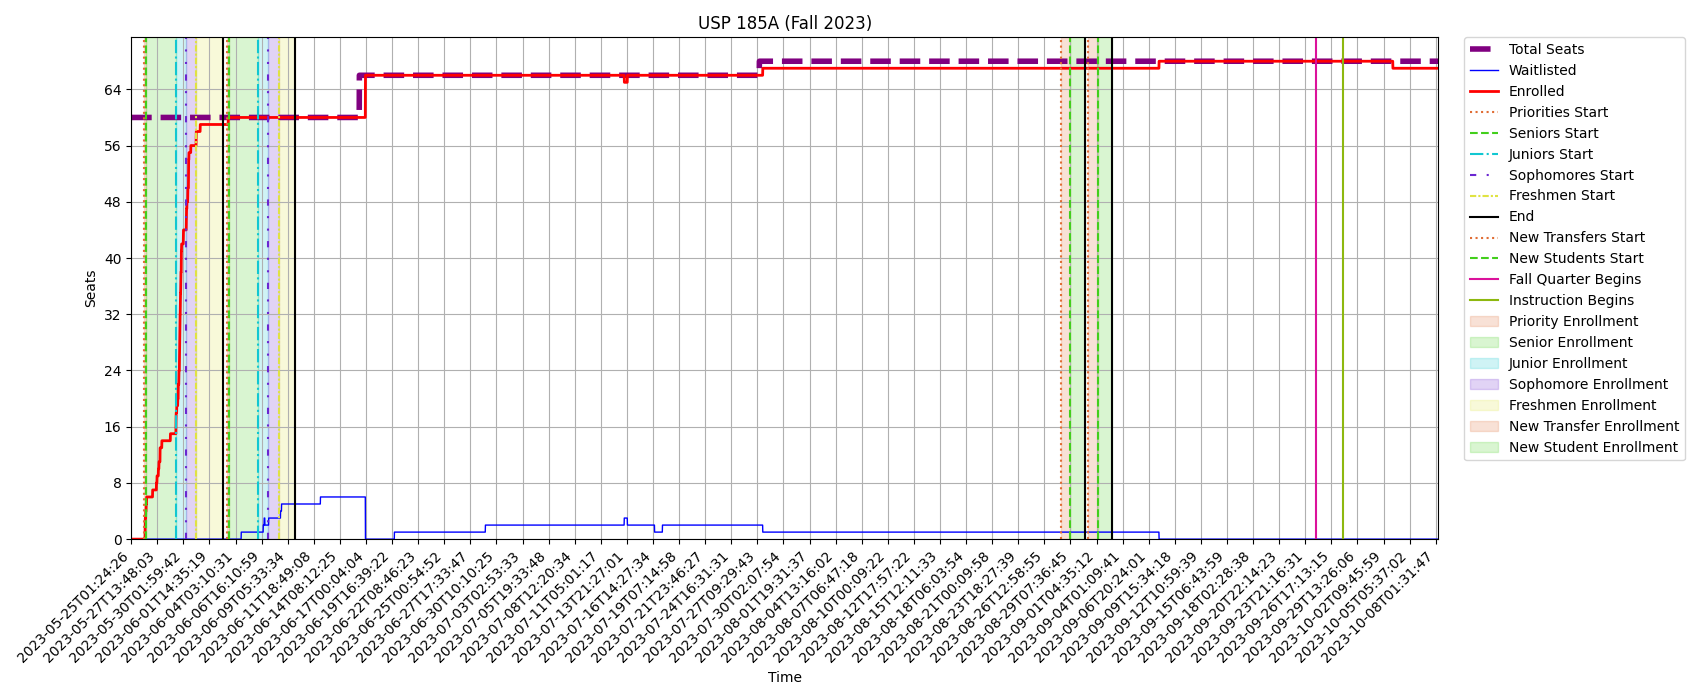 USP 185A (Fall 2023)
Seats
64
56
48
40
32
24
16
8
0
2023-05-25T01:24:26
2023-05-27T13:48:03
2023-05-30T01:59:42
2023-06-01T14:35:19
2023-06-04T03:10:31
2023-06-06T16:10:59
2023-06-09T05:33:34
2023-06-11T18:49:08
2023-06-14T08:12:25
2023-06-17T00:04:04
2023-06-19T16:39:22
2023-06-22T08:46:23
2023-06-25T00:54:52
2023-06-27T17:33:47
2023-06-30T10:10:25
2023-07-03T02:53:33
2023-07-05T19:33:48
2023-07-08T12:20:34
2023-07-11T05:01:17
2023-07-13T21:27:01
2023-07-16T14:27:34
2023-07-19T07:14:58
2023-07-21T23:46:27
2023-07-24T16:31:31
2023-07-27T09:29:43
2023-07-30T02:07:54
2023-08-01T19:31:37
2023-08-04T13:16:02
2023-08-07T06:47:18
2023-08-10T00:09:22
2023-08-12T17:57:22
2023-08-15T12:11:33
2023-08-18T06:03:54
2023-08-21T00:09:58
2023-08-23T18:27:39
2023-08-26T12:58:55
2023-08-29T07:36:45
2023-09-01T04:35:12
2023-09-04T01:09:41
2023-09-06T20:24:01
2023-09-09T15:34:18
2023-09-12T10:59:39
2023-09-15T06:43:59
2023-09-18T02:28:38
2023-09-20T22:14:23
2023-09-23T21:16:31
2023-09-26T17:13:15
2023-09-29T13:26:06
2023-10-02T09:45:59
2023-10-05T05:37:02
2023-10-08T01:31:47
Time
Total Seats
Waitlisted
Enrolled
Priorities Start
Seniors Start
Juniors Start
Sophomores Start
Freshmen Start
End
New Transfers Start
New Students Start
Fall Quarter Begins
Instruction Begins
Priority Enrollment
Senior Enrollment
Junior Enrollment
Sophomore Enrollment
Freshmen Enrollment
New Transfer Enrollment
New Student Enrollment